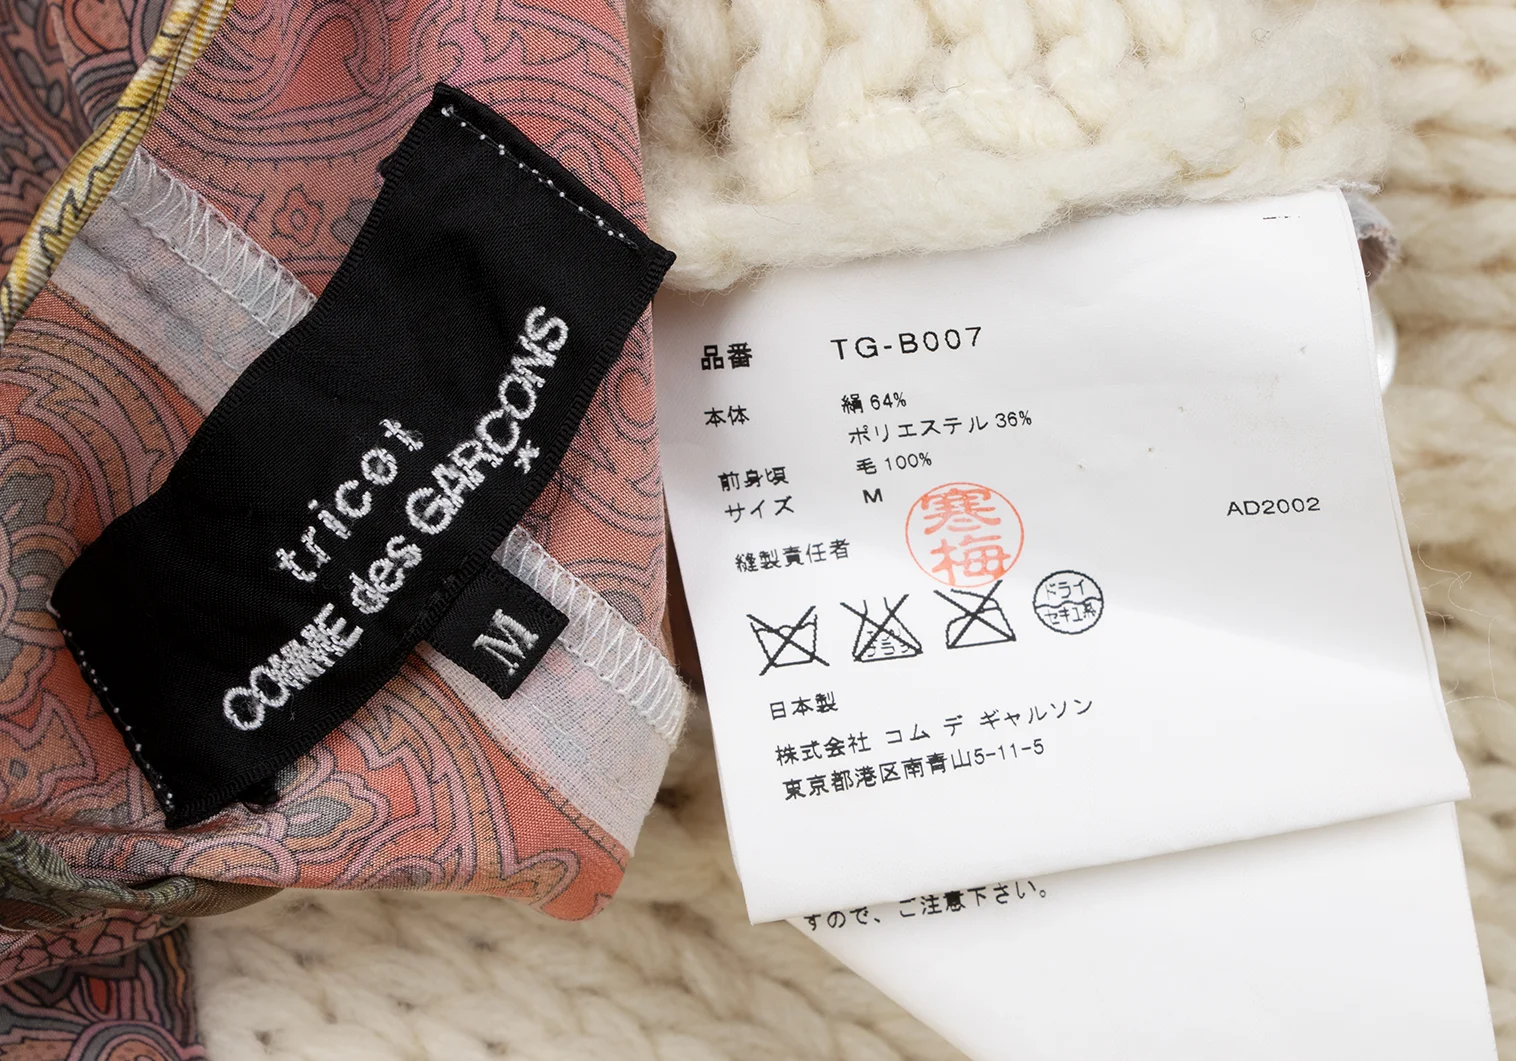 tricot
COMME des GARÇONS
*
M
品番 TG-B007
本体 絹 64%
ポリエステル 36%
前身頃 毛 100%
サイズ M
AD2002
縫製責任者 寒梅
ドライ
セキユ系
日本製
株式会社 コム デ ギャルソン
東京都港区南青山5-11-5
すので、ご注意下さい。